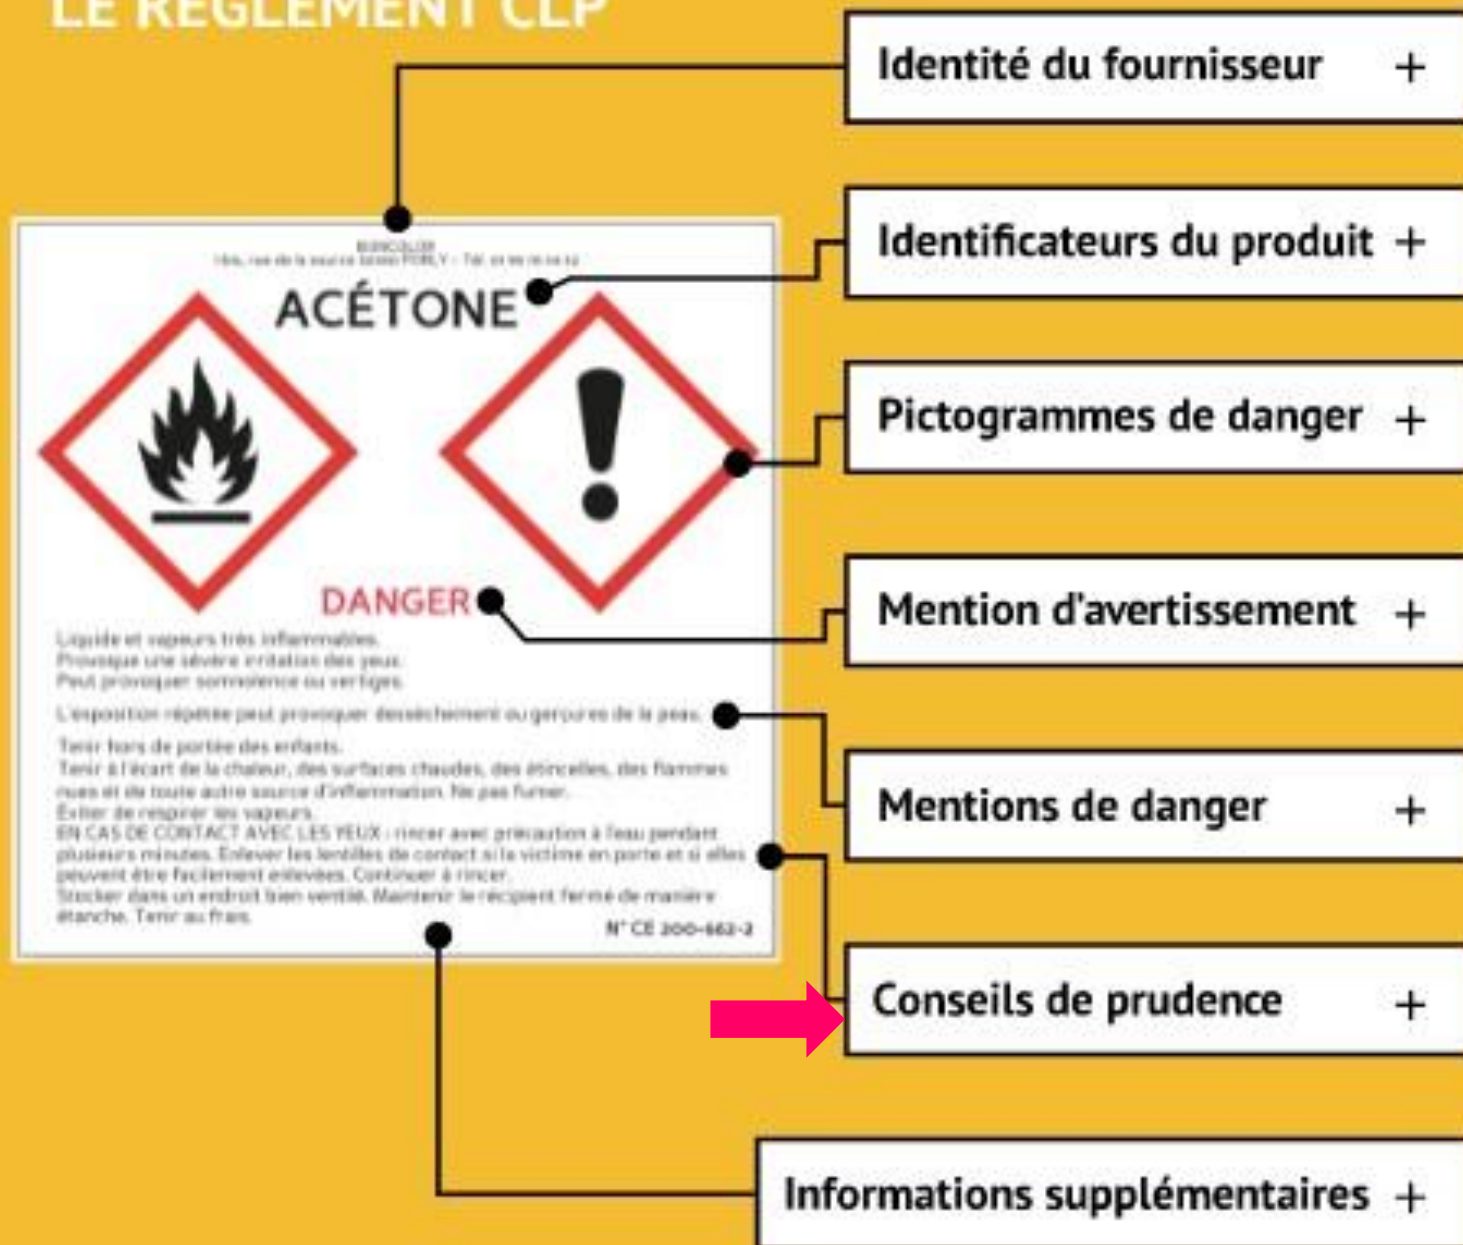 LE RÈGLEMENT CLP
Identité du fournisseur +
Identificateurs du produit +
Pictogrammes de danger +
Mention d'avertissement +
Mentions de danger +
Conseils de prudence +
Informations supplémentaires +
ACÉTONE
DANGER
Liquide et vapeurs très inflammables.
Provoque une sévère irritation des yeux.
Peut provoquer somnolence ou vertiges.
L'exposition répétée peut provoquer dessèchement ou gerçures de la peau.
Tenir hors de portée des enfants.
Tenir à l'écart de la chaleur, des surfaces chaudes, des étincelles, des flammes
nues et de toute autre source d'inflammation. Ne pas fumer.
Éviter de respirer les vapeurs.
EN CAS DE CONTACT AVEC LES YEUX : rincer avec précaution à l'eau pendant
plusieurs minutes. Enlever les lentilles de contact si la victime en porte et si elles
peuvent être facilement enlevées. Continuer à rincer.
Stocker dans un endroit bien ventilé. Maintenir le récipient fermé de manière
étanche. Tenir au frais.
N° CE 200-662-2